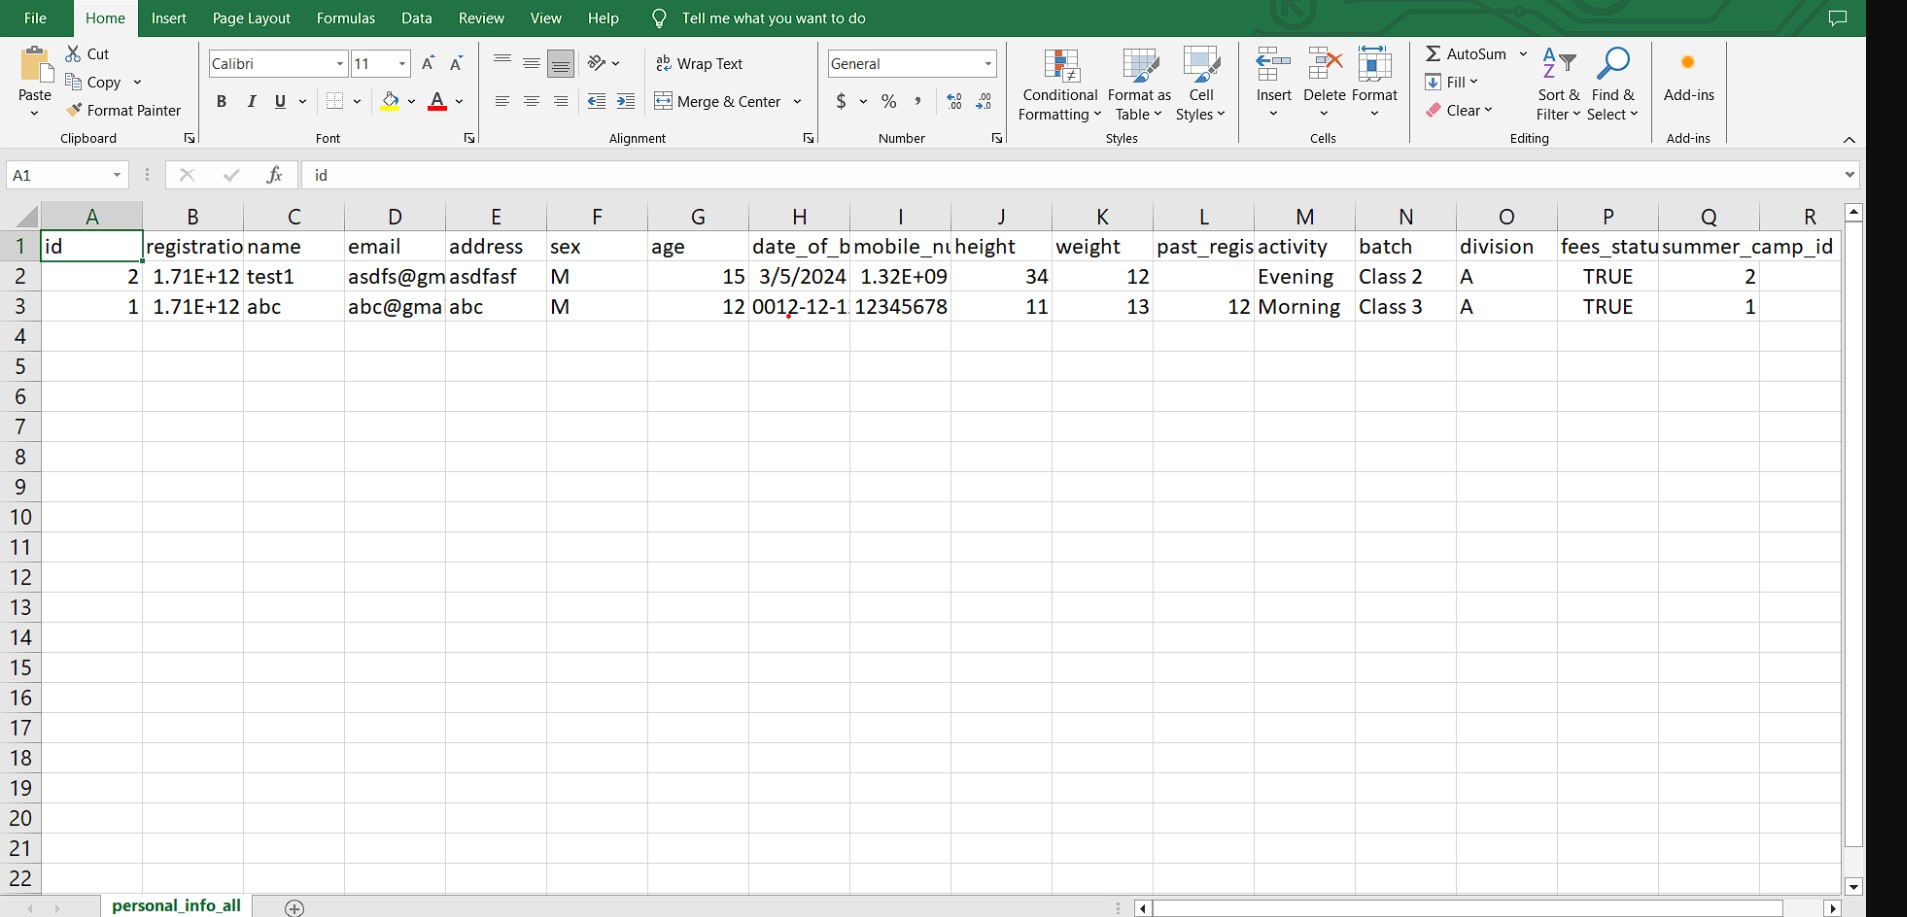 File Home Insert Page Layout Formulas Data Review View Help Tell me what you want to do
Paste
Cut
Copy
Format Painter
Clipboard
Calibri 11 A A
B I U A
Font
ab Wrap Text
Merge & Center
Alignment
General
$ % , .00 .00
Number
Conditional Formatting
Format as Table
Cell Styles
Styles
Insert Delete Format
Cells
Σ AutoSum
Fill
Clear
A Z Sort & Filter
Find & Select
Editing
Add-ins
Add-ins
A1 fx id
A B C D E F G H I J K L M N O P Q R
1 id registratio name email address sex age date_of_b mobile_nu height weight past_regis activity batch division fees_statu summer_camp_id
2 2 1.71E+12 test1 asdfs@gm asdfasf M 15 3/5/2024 1.32E+09 34 12 Evening Class 2 A TRUE 2
3 1 1.71E+12 abc abc@gma abc M 12 0012-12-1 12345678 11 13 12 Morning Class 3 A TRUE 1
4
5
6
7
8
9
10
11
12
13
14
15
16
17
18
19
20
21
22
personal_info_all